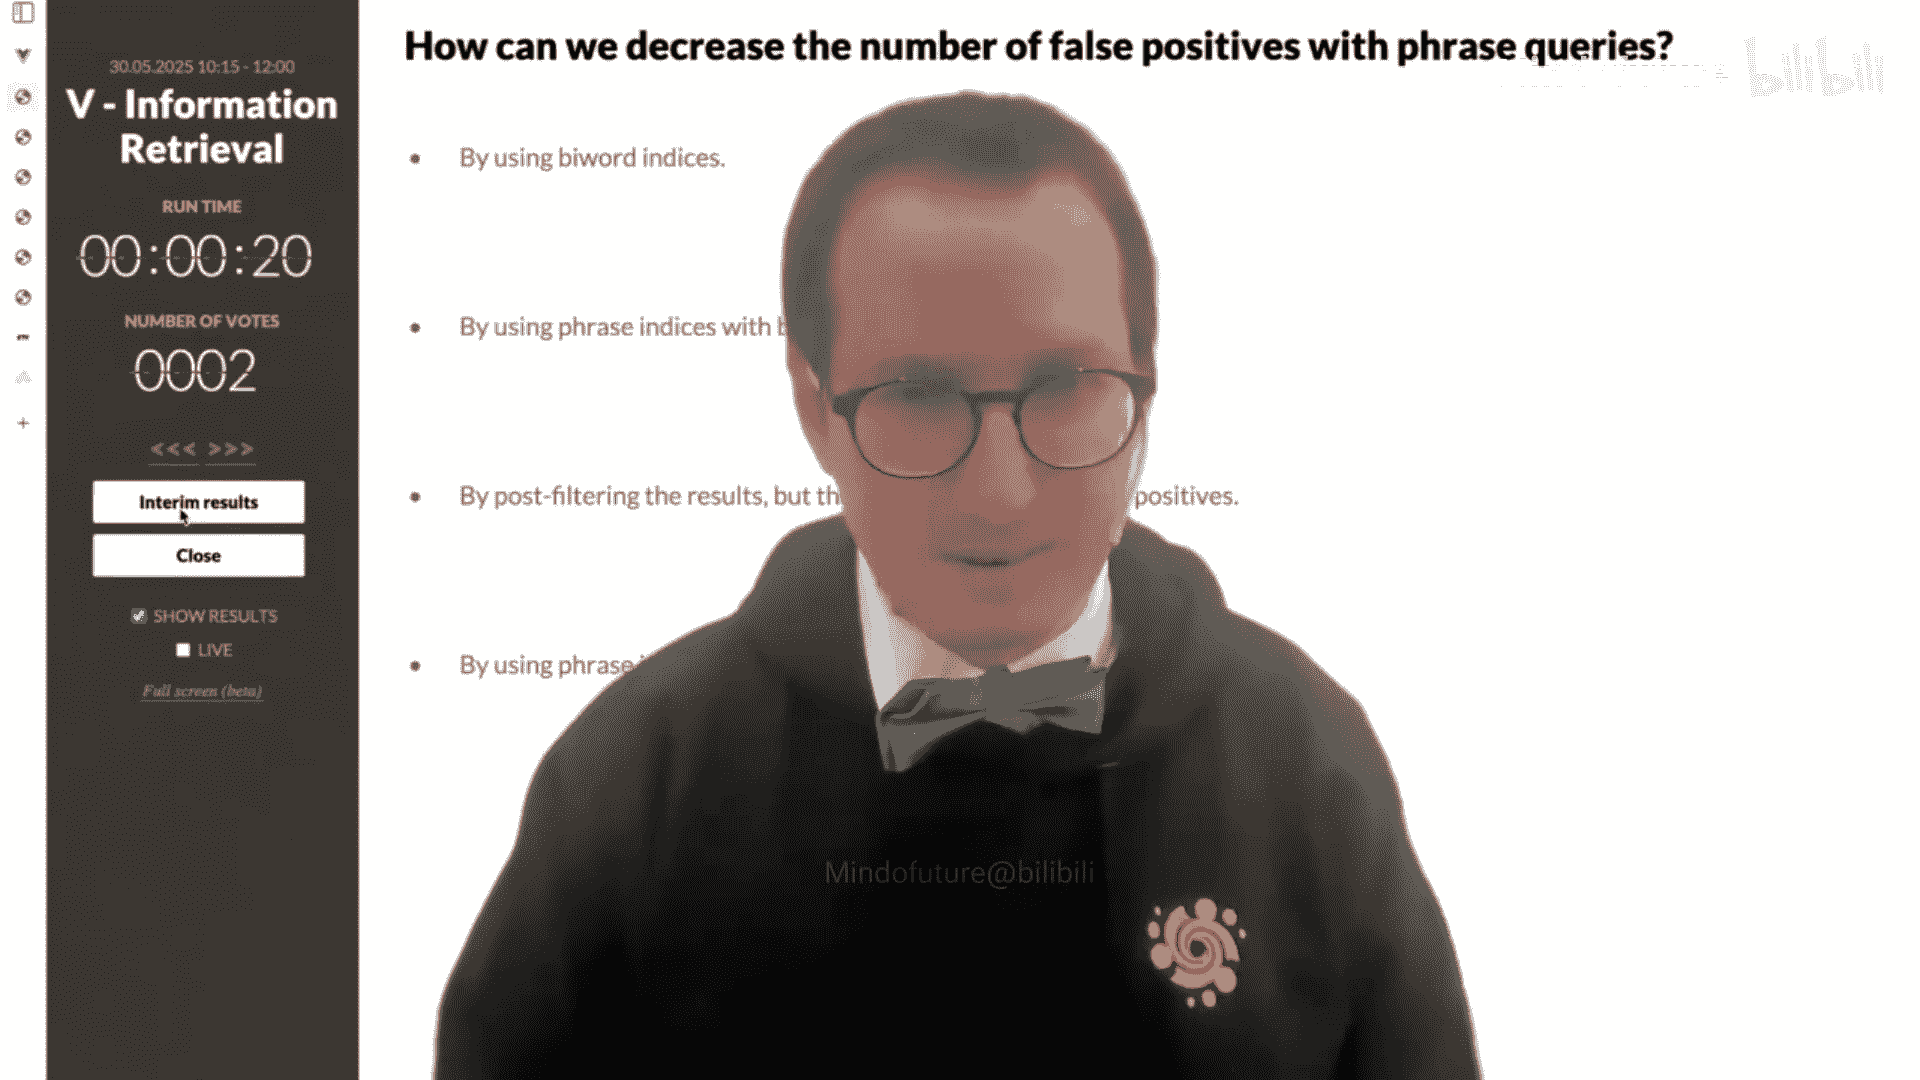 30.05.2025 10:15 - 12:00
V - Information
Retrieval
RUN TIME
00:00:20
NUMBER OF VOTES
0002
<<< >>>
Interim results
Close
SHOW RESULTS
LIVE
Full screen (beta)
How can we decrease the number of false positives with phrase queries?
bilibili
By using biword indices.
By using phrase indices with
By post-filtering the results, but positives.
By using phrase
Mindofuture@bilibili